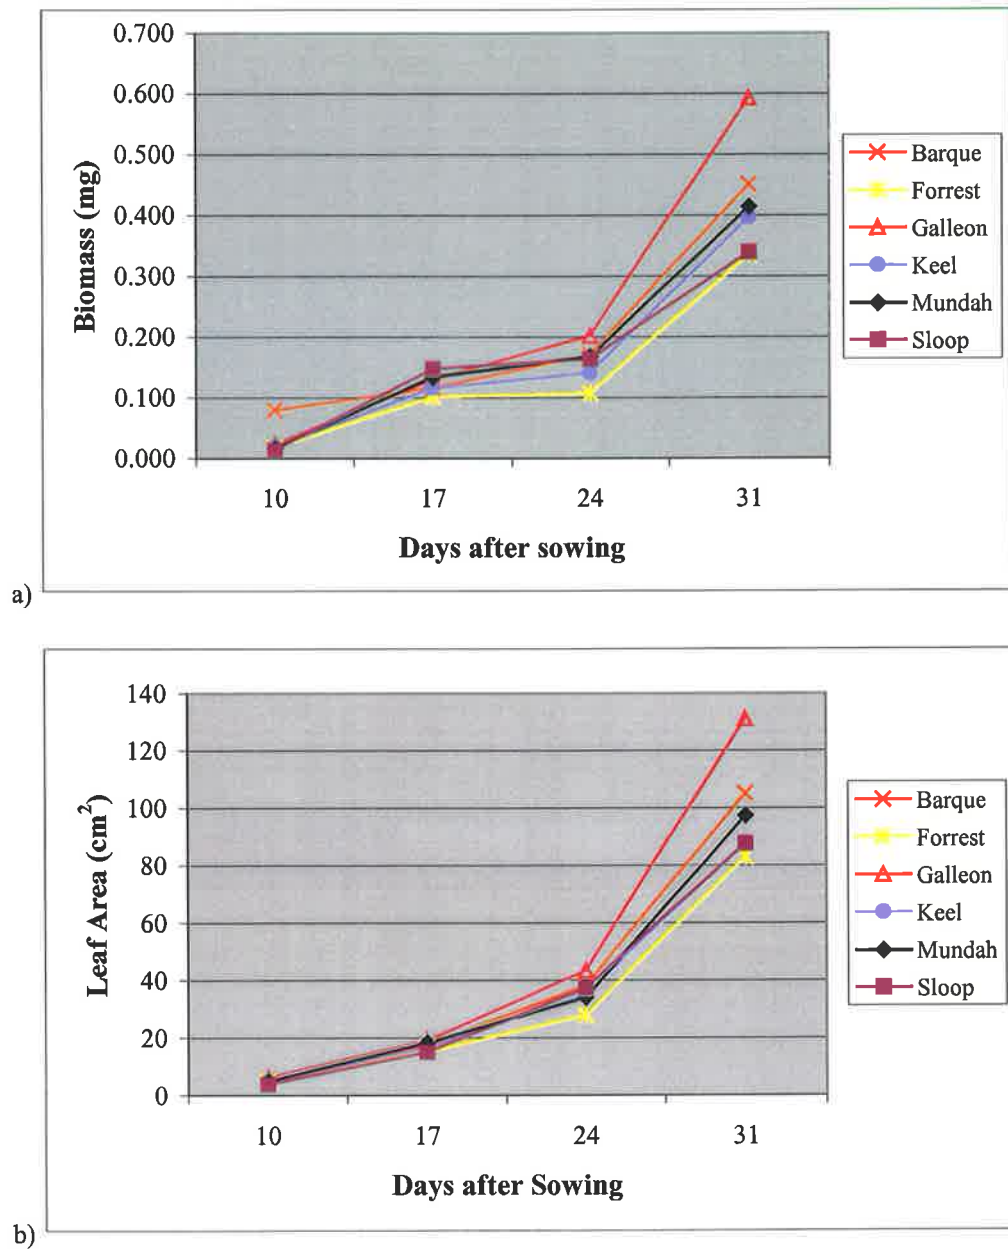 0.700
0.600
0.500
0.400
0.300
0.200
0.100
0.000
Biomass (mg)
10 17 24 31
Days after sowing
Barque
Forrest
Galleon
Keel
Mundah
Sloop
a)
140
120
100
80
60
40
20
0
Leaf Area (cm²)
10 17 24 31
Days after Sowing
Barque
Forrest
Galleon
Keel
Mundah
Sloop
b)